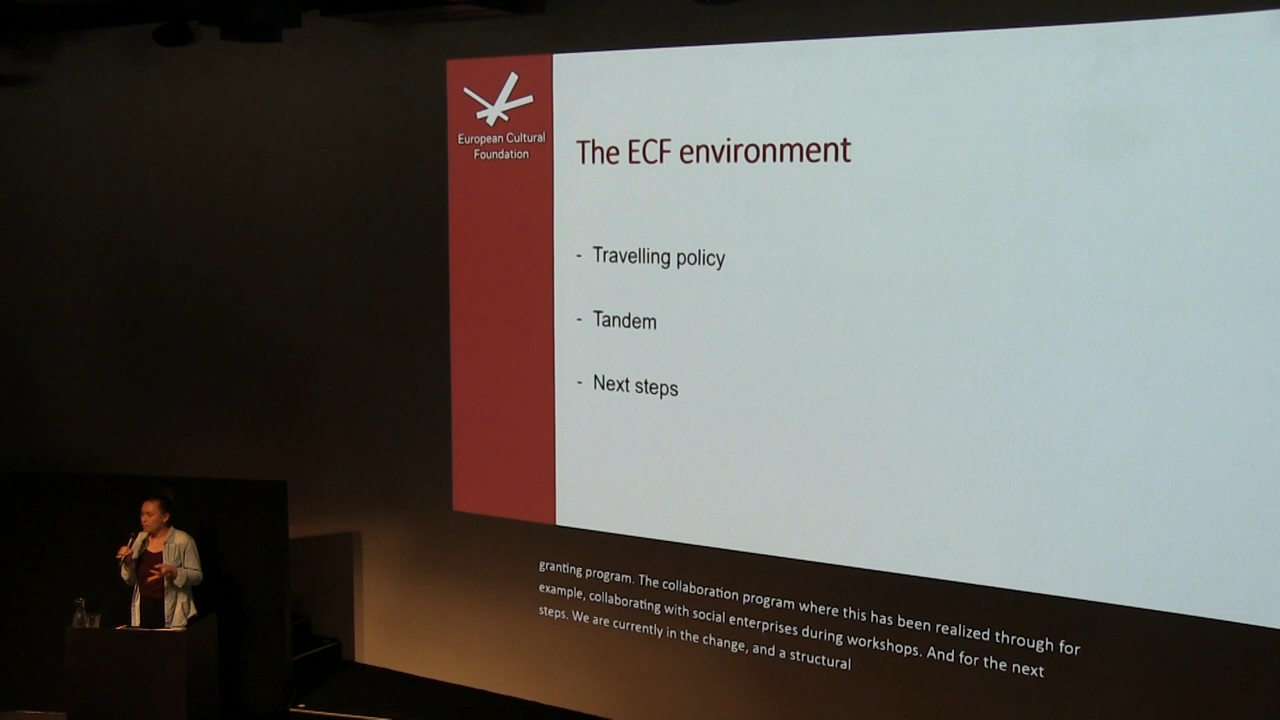 European Cultural
Foundation
The ECF environment
- Travelling policy
- Tandem
- Next steps
granting program. The collaboration program where this has been realized through for
example, collaborating with social enterprises during workshops. And for the next
steps. We are currently in the change, and a structural